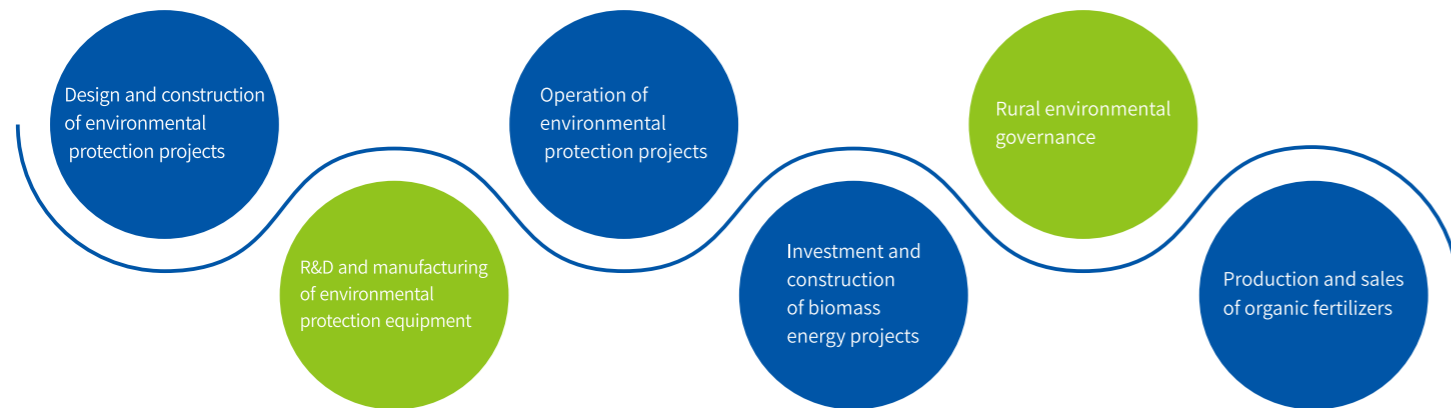 Design and construction
of environmental
protection projects
R&D and manufacturing
of environmental
protection equipment
Operation of
environmental
protection projects
Investment and
construction
of biomass
energy projects
Rural environmental
governance
Production and sales
of organic fertilizers